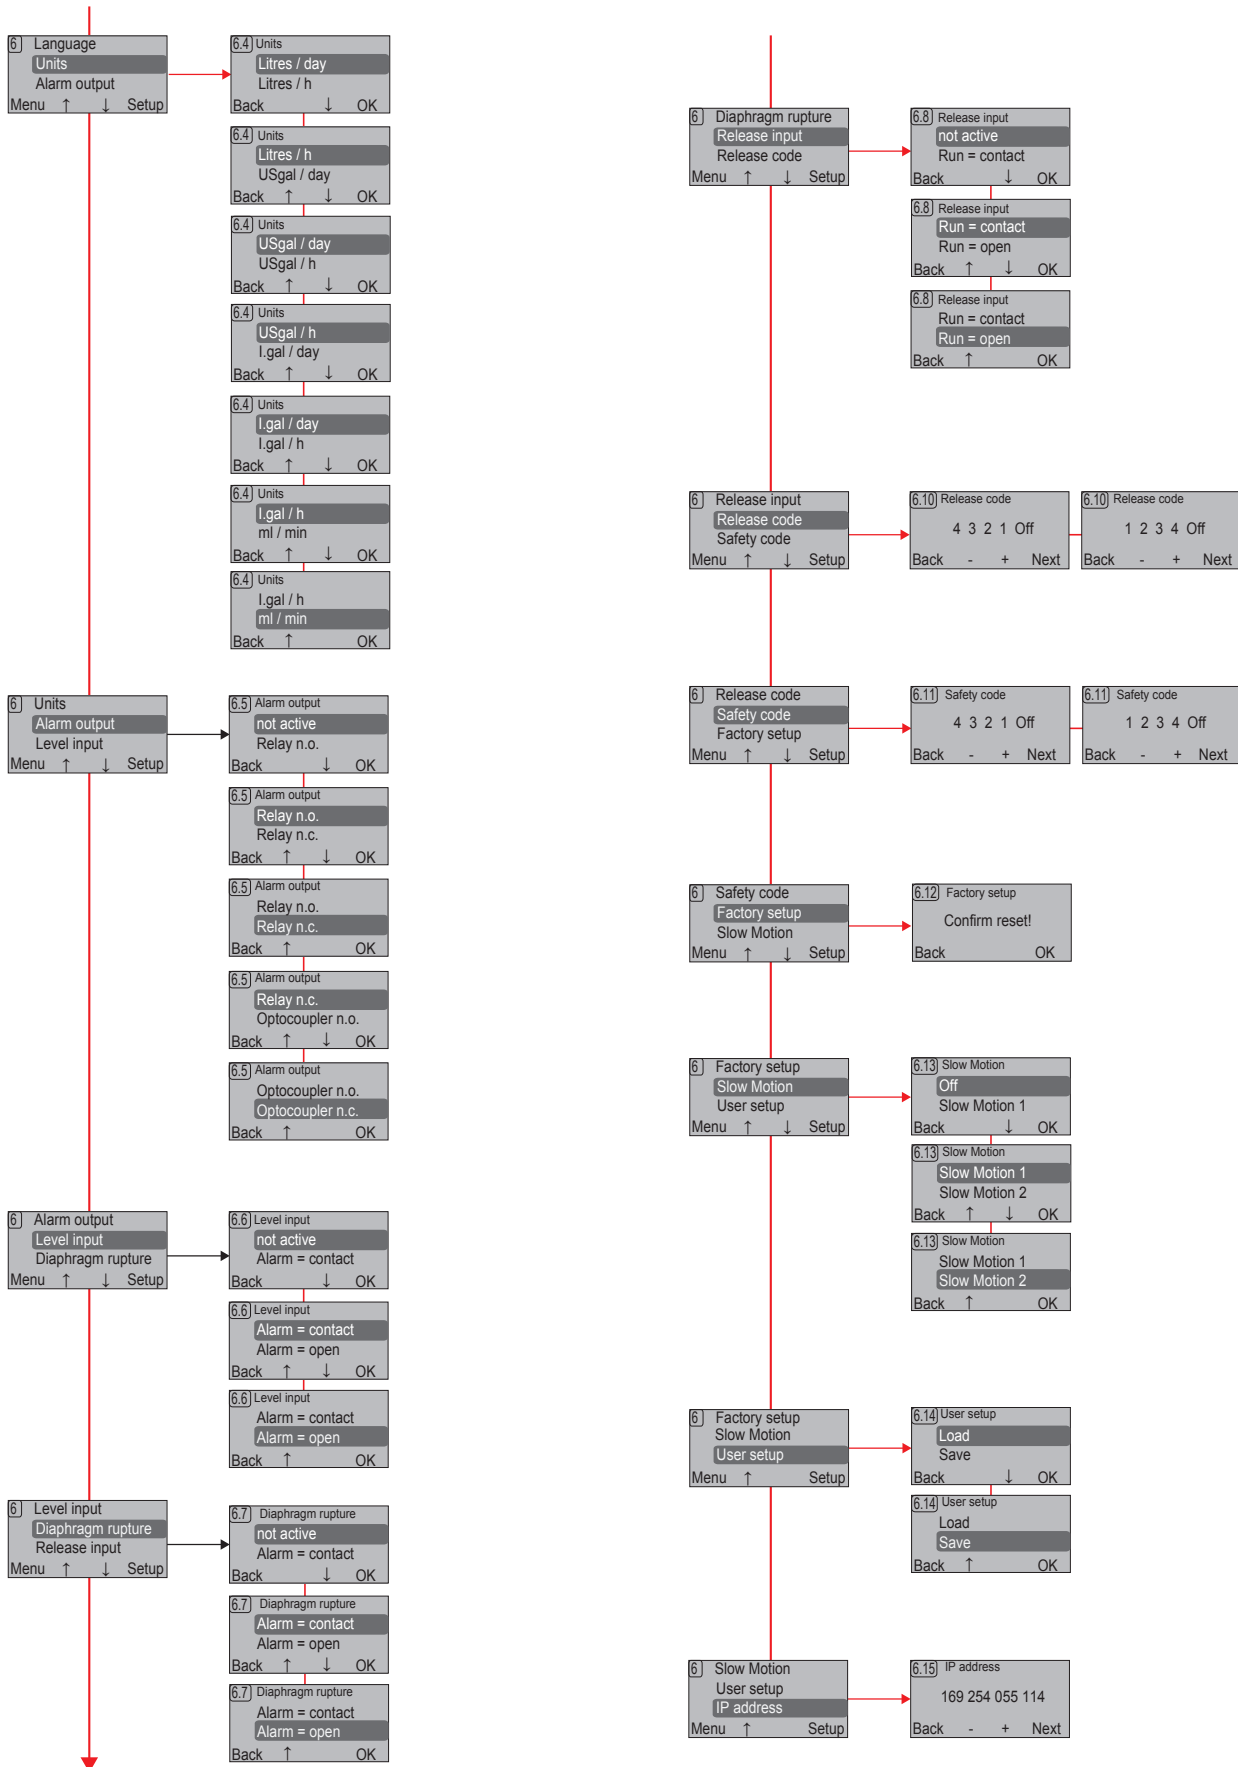 6 Language
Units
Alarm output
Menu ↑ ↓ Setup
6.4 Units
Litres / day
Litres / h
Back ↓ OK
6.4 Units
Litres / h
USgal / day
Back ↑ ↓ OK
6.4 Units
USgal / day
USgal / h
Back ↑ ↓ OK
6.4 Units
USgal / h
I.gal / day
Back ↑ ↓ OK
6.4 Units
I.gal / day
I.gal / h
Back ↑ ↓ OK
6.4 Units
I.gal / h
ml / min
Back ↑ ↓ OK
6.4 Units
I.gal / h
ml / min
Back ↑ OK
6 Units
Alarm output
Level input
Menu ↑ ↓ Setup
6.5 Alarm output
not active
Relay n.o.
Back ↓ OK
6.5 Alarm output
Relay n.o.
Relay n.c.
Back ↑ ↓ OK
6.5 Alarm output
Relay n.o.
Relay n.c.
Back ↑ OK
6.5 Alarm output
Relay n.c.
Optocoupler n.o.
Back ↑ ↓ OK
6.5 Alarm output
Optocoupler n.o.
Optocoupler n.c.
Back ↑ OK
6 Alarm output
Level input
Diaphragm rupture
Menu ↑ ↓ Setup
6.6 Level input
not active
Alarm = contact
Back ↓ OK
6.6 Level input
Alarm = contact
Alarm = open
Back ↑ ↓ OK
6.6 Level input
Alarm = contact
Alarm = open
Back ↑ OK
6 Level input
Diaphragm rupture
Release input
Menu ↑ ↓ Setup
6.7 Diaphragm rupture
not active
Alarm = contact
Back ↓ OK
6.7 Diaphragm rupture
Alarm = contact
Alarm = open
Back ↑ ↓ OK
6.7 Diaphragm rupture
Alarm = contact
Alarm = open
Back ↑ OK
6 Diaphragm rupture
Release input
Release code
Menu ↑ ↓ Setup
6.8 Release input
not active
Run = contact
Back ↓ OK
6.8 Release input
Run = contact
Run = open
Back ↑ ↓ OK
6.8 Release input
Run = contact
Run = open
Back ↑ OK
6 Release input
Release code
Safety code
Menu ↑ ↓ Setup
6.10 Release code
4 3 2 1 Off
Back - + Next
6.10 Release code
1 2 3 4 Off
Back - + Next
6 Release code
Safety code
Factory setup
Menu ↑ ↓ Setup
6.11 Safety code
4 3 2 1 Off
Back - + Next
6.11 Safety code
1 2 3 4 Off
Back - + Next
6 Safety code
Factory setup
Slow Motion
Menu ↑ ↓ Setup
6.12 Factory setup
Confirm reset!
Back OK
6 Factory setup
Slow Motion
User setup
Menu ↑ ↓ Setup
6.13 Slow Motion
Off
Slow Motion 1
Back ↓ OK
6.13 Slow Motion
Slow Motion 1
Slow Motion 2
Back ↑ ↓ OK
6.13 Slow Motion
Slow Motion 1
Slow Motion 2
Back ↑ OK
6 Factory setup
Slow Motion
User setup
Menu ↑ Setup
6.14 User setup
Load
Save
Back ↓ OK
6.14 User setup
Load
Save
Back ↑ OK
6 Slow Motion
User setup
IP address
Menu ↑ Setup
6.15 IP address
169 254 055 114
Back - + Next